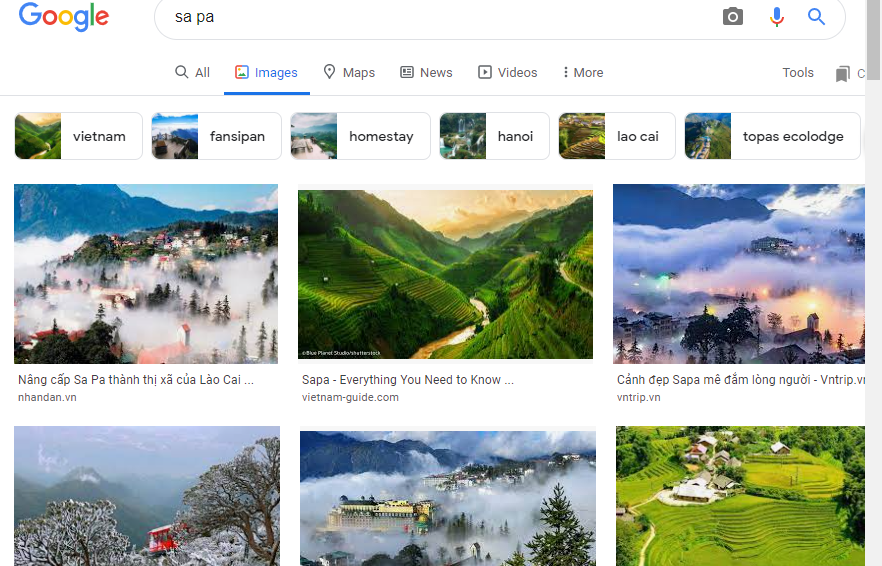 Google
sa pa
All
Images
Maps
News
Videos
More
Tools
vietnam
fansipan
homestay
hanoi
lao cai
topas ecolodge
©Blue Planet Studio/shutterstock
Nâng cấp Sa Pa thành thị xã của Lào Cai ...
nhandan.vn
Sapa - Everything You Need to Know ...
vietnam-guide.com
Cảnh đẹp Sapa mê đắm lòng người - Vntrip.vn
vntrip.vn